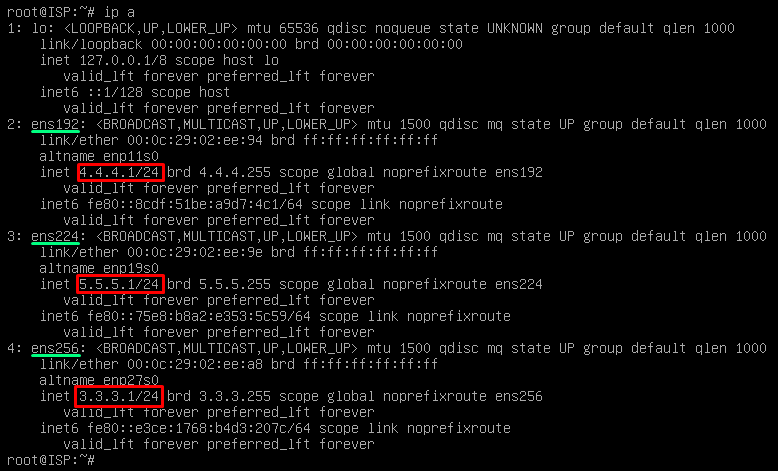 root@ISP:~# ip a
1: lo: <LOOPBACK,UP,LOWER_UP> mtu 65536 qdisc noqueue state UNKNOWN group default qlen 1000
link/loopback 00:00:00:00:00:00 brd 00:00:00:00:00:00
inet 127.0.0.1/8 scope host lo
valid_lft forever preferred_lft forever
inet6 ::1/128 scope host
valid_lft forever preferred_lft forever
2: ens192: <BROADCAST,MULTICAST,UP,LOWER_UP> mtu 1500 qdisc mq state UP group default qlen 1000
link/ether 00:0c:29:02:ee:94 brd ff:ff:ff:ff:ff:ff
altname enp11s0
inet 4.4.4.1/24 brd 4.4.4.255 scope global noprefixroute ens192
valid_lft forever preferred_lft forever
inet6 fe80::8cdf:51be:a9d7:4c1/64 scope link noprefixroute
valid_lft forever preferred_lft forever
3: ens224: <BROADCAST,MULTICAST,UP,LOWER_UP> mtu 1500 qdisc mq state UP group default qlen 1000
link/ether 00:0c:29:02:ee:9e brd ff:ff:ff:ff:ff:ff
altname enp19s0
inet 5.5.5.1/24 brd 5.5.5.255 scope global noprefixroute ens224
valid_lft forever preferred_lft forever
inet6 fe80::75e8:b8a2:e353:5c59/64 scope link noprefixroute
valid_lft forever preferred_lft forever
4: ens256: <BROADCAST,MULTICAST,UP,LOWER_UP> mtu 1500 qdisc mq state UP group default qlen 1000
link/ether 00:0c:29:02:ee:a8 brd ff:ff:ff:ff:ff:ff
altname enp27s0
inet 3.3.3.1/24 brd 3.3.3.255 scope global noprefixroute ens256
valid_lft forever preferred_lft forever
inet6 fe80::e3ce:1768:b4d3:207c/64 scope link noprefixroute
valid_lft forever preferred_lft forever
root@ISP:~#